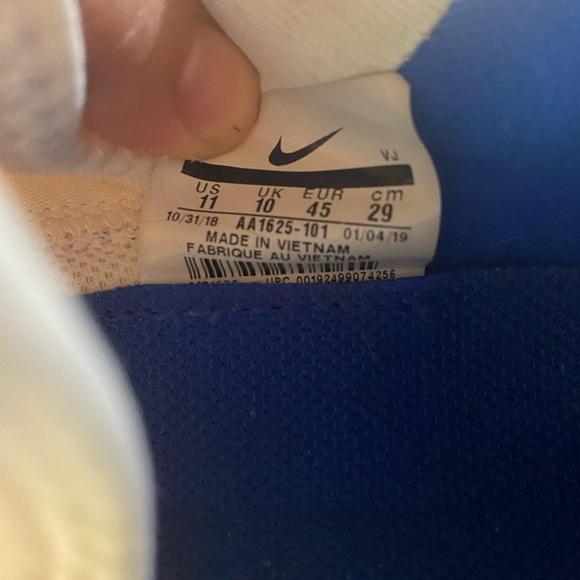 VJ
US UK EUR cm
11 10 45 29
10/31/18 AA1625-101 01/04/19
MADE IN VIETNAM
FABRIQUE AU VIETNAM
UPC 00192499074256